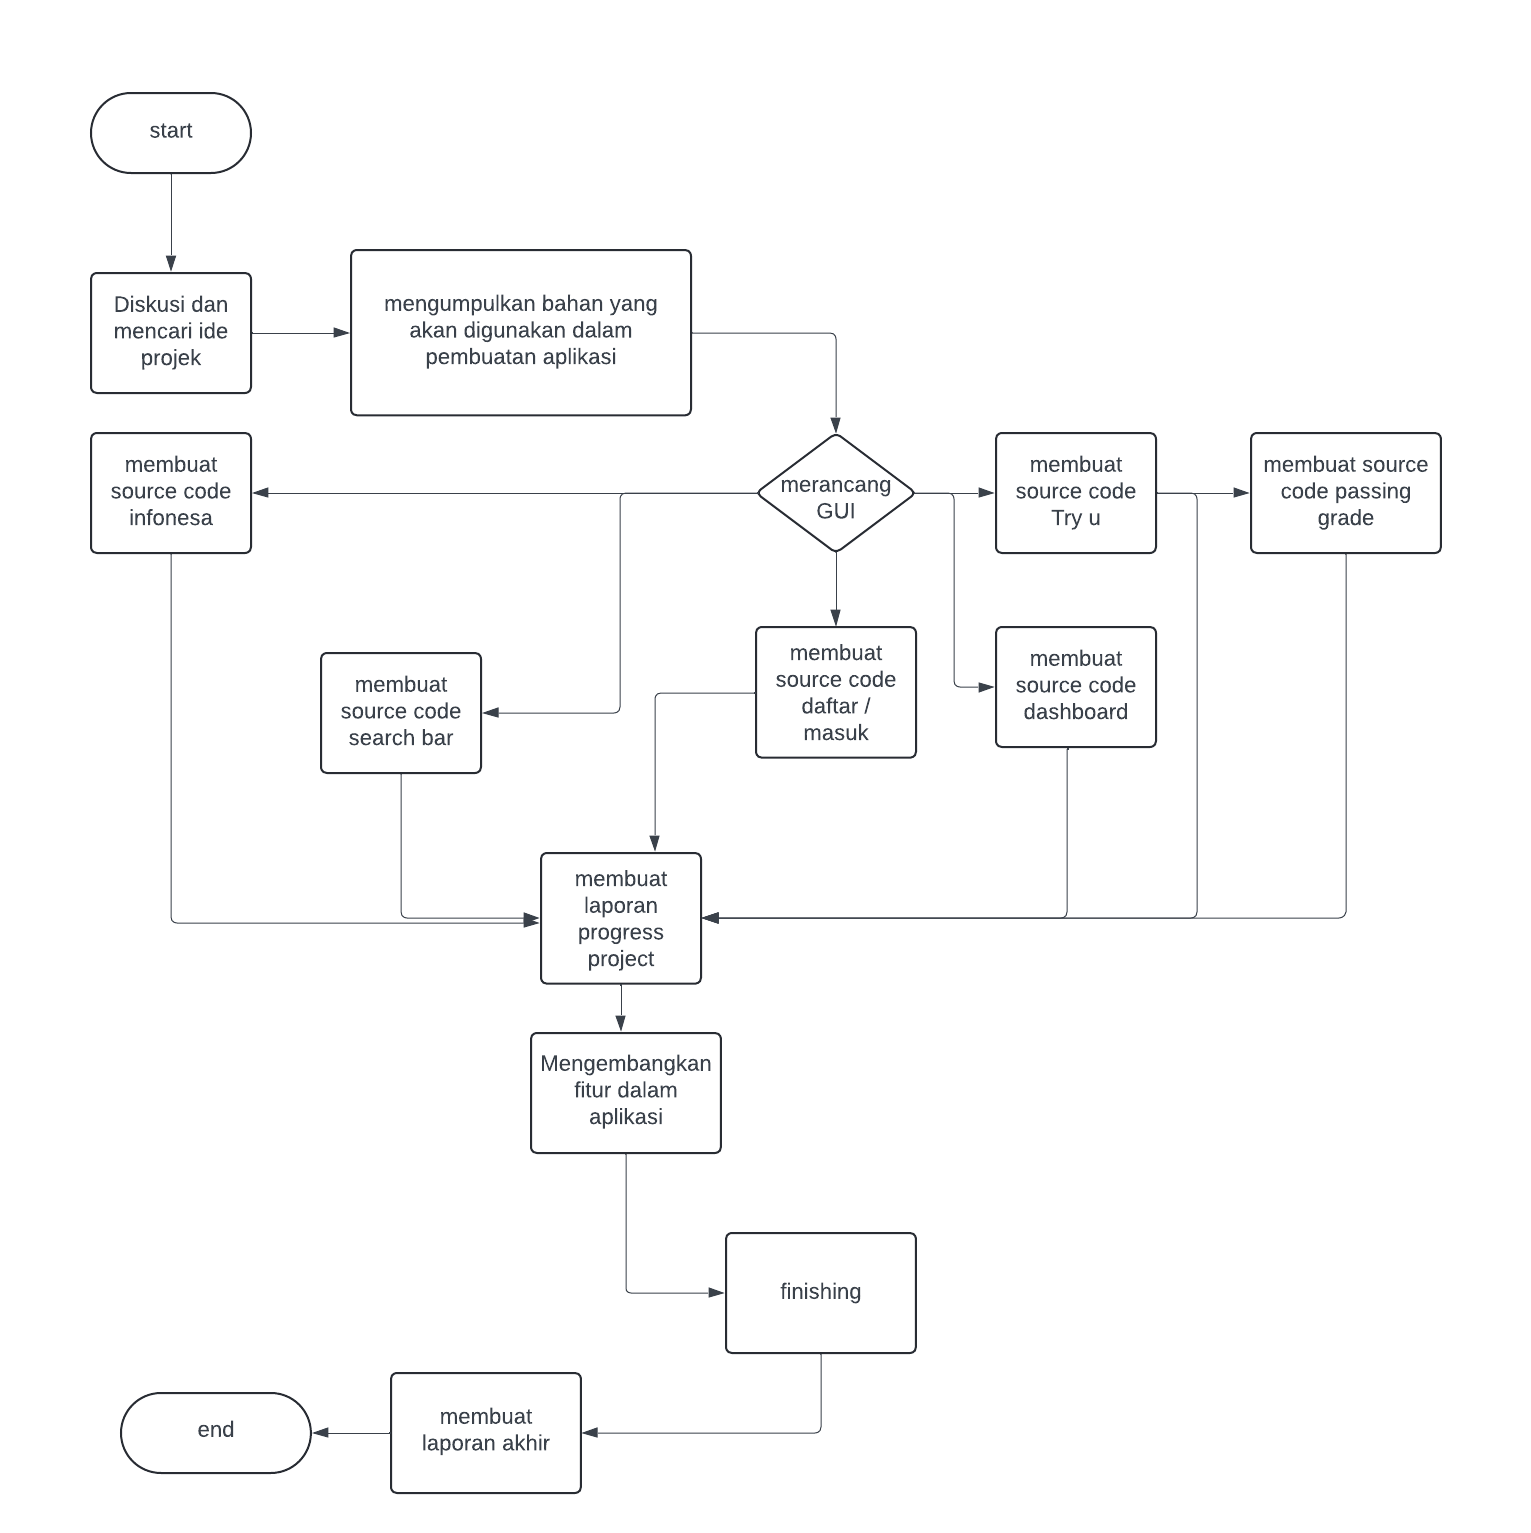 start
Diskusi dan
mencari ide
projek
mengumpulkan bahan yang
akan digunakan dalam
pembuatan aplikasi
membuat
source code
infonesa
merancang
GUI
membuat
source code
Try u
membuat source
code passing
grade
membuat
source code
search bar
membuat
source code
daftar /
masuk
membuat
source code
dashboard
membuat
laporan
progress
project
Mengembangkan
fitur dalam
aplikasi
finishing
membuat
laporan akhir
end